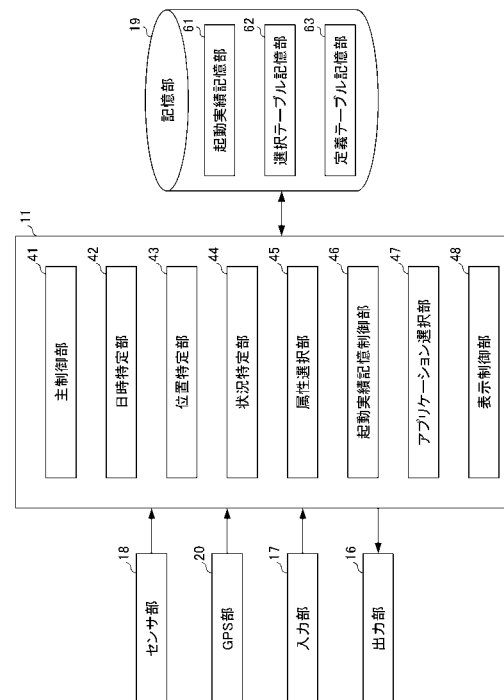 センサ部
18
GPS部
20
入力部
17
出力部
16
11
主制御部
41
日時特定部
42
位置特定部
43
状況特定部
44
属性選択部
45
起動実績記憶制御部
46
アプリケーション選択部
47
表示制御部
48
記憶部
19
起動実績記憶部
61
選択テーブル記憶部
62
定義テーブル記憶部
63